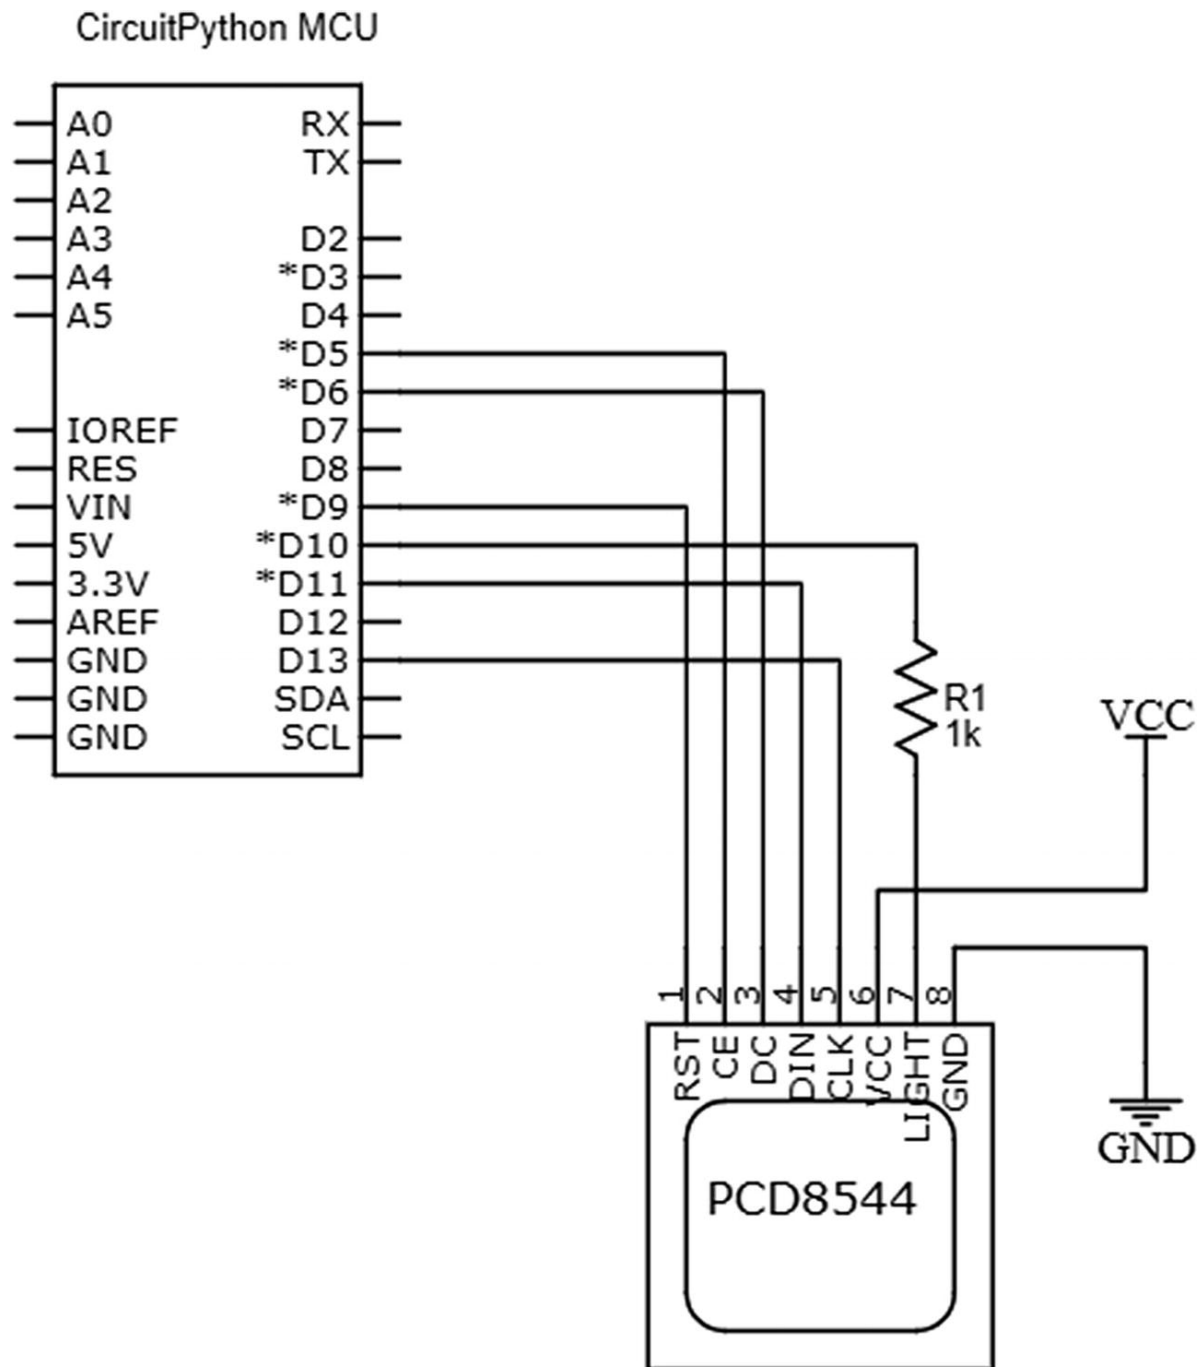 CircuitPython MCU
A0 RX
A1 TX
A2
A3 D2
A4 *D3
A5 D4
*D5
*D6
IOREF D7
RES D8
VIN *D9
5V *D10
3.3V *D11
AREF D12
GND D13
GND SDA
GND SCL
R1
1k
VCC
1 2 3 4 5 6 7 8
RST CE DC DIN CLK VCC LIGHT GND
GND
PCD8544